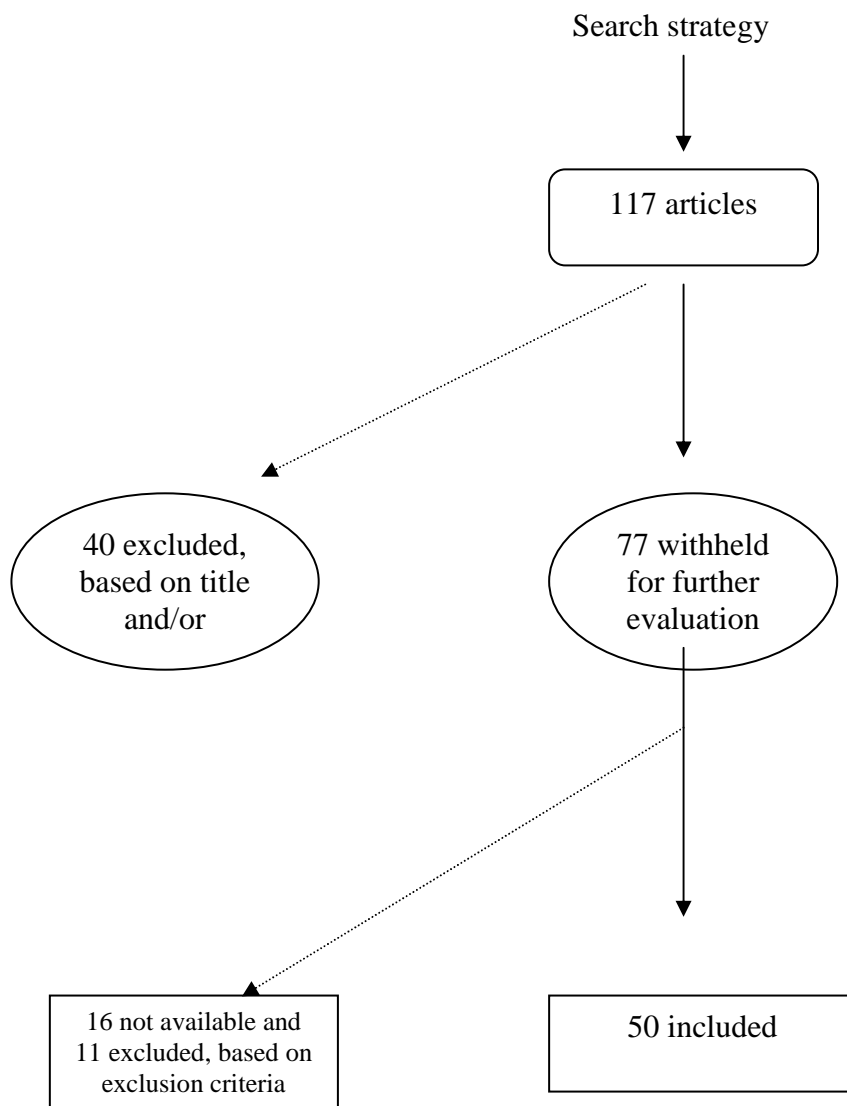 Search strategy
117 articles
40 excluded,
based on title
and/or
77 withheld
for further
evaluation
16 not available and
11 excluded, based on
exclusion criteria
50 included